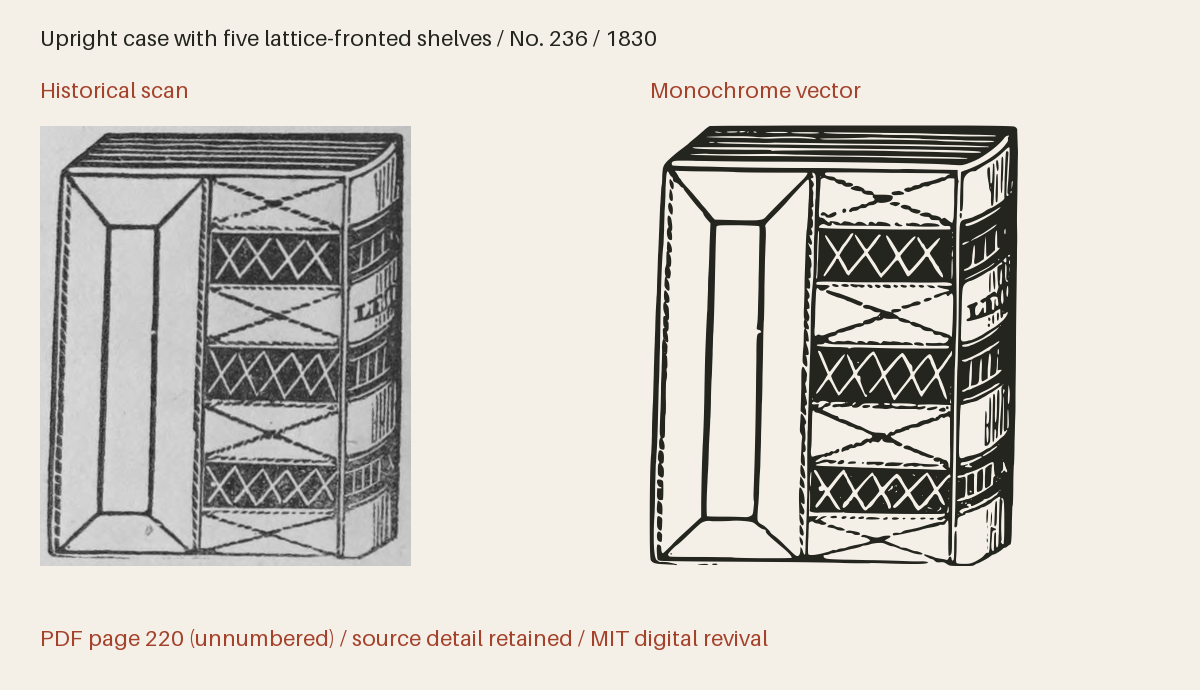 Upright case with five lattice-fronted shelves / No. 236 / 1830
Historical scan
Monochrome vector
PDF page 220 (unnumbered) / source detail retained / MIT digital revival